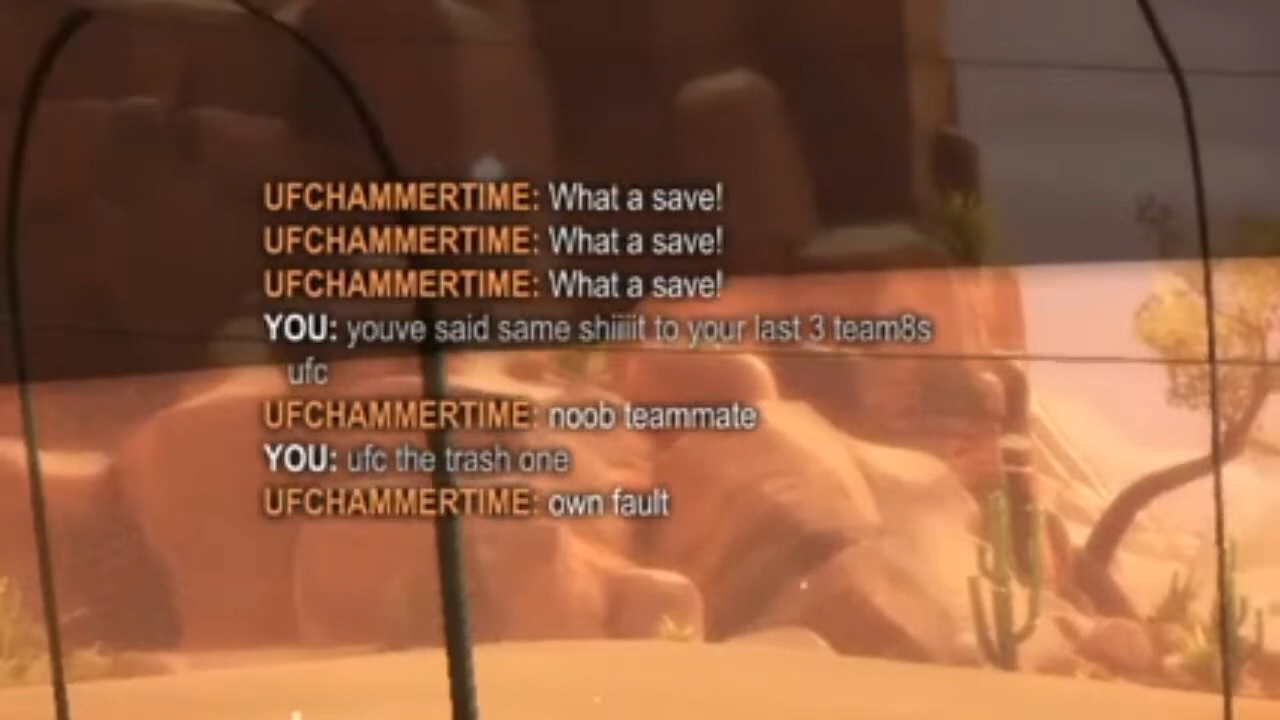 UFCHAMMERTIME: What a save!
UFCHAMMERTIME: What a save!
UFCHAMMERTIME: What a save!
YOU: youve said same shiiiit to your last 3 team8s
ufc
UFCHAMMERTIME: noob teammate
YOU: ufc the trash one
UFCHAMMERTIME: own fault